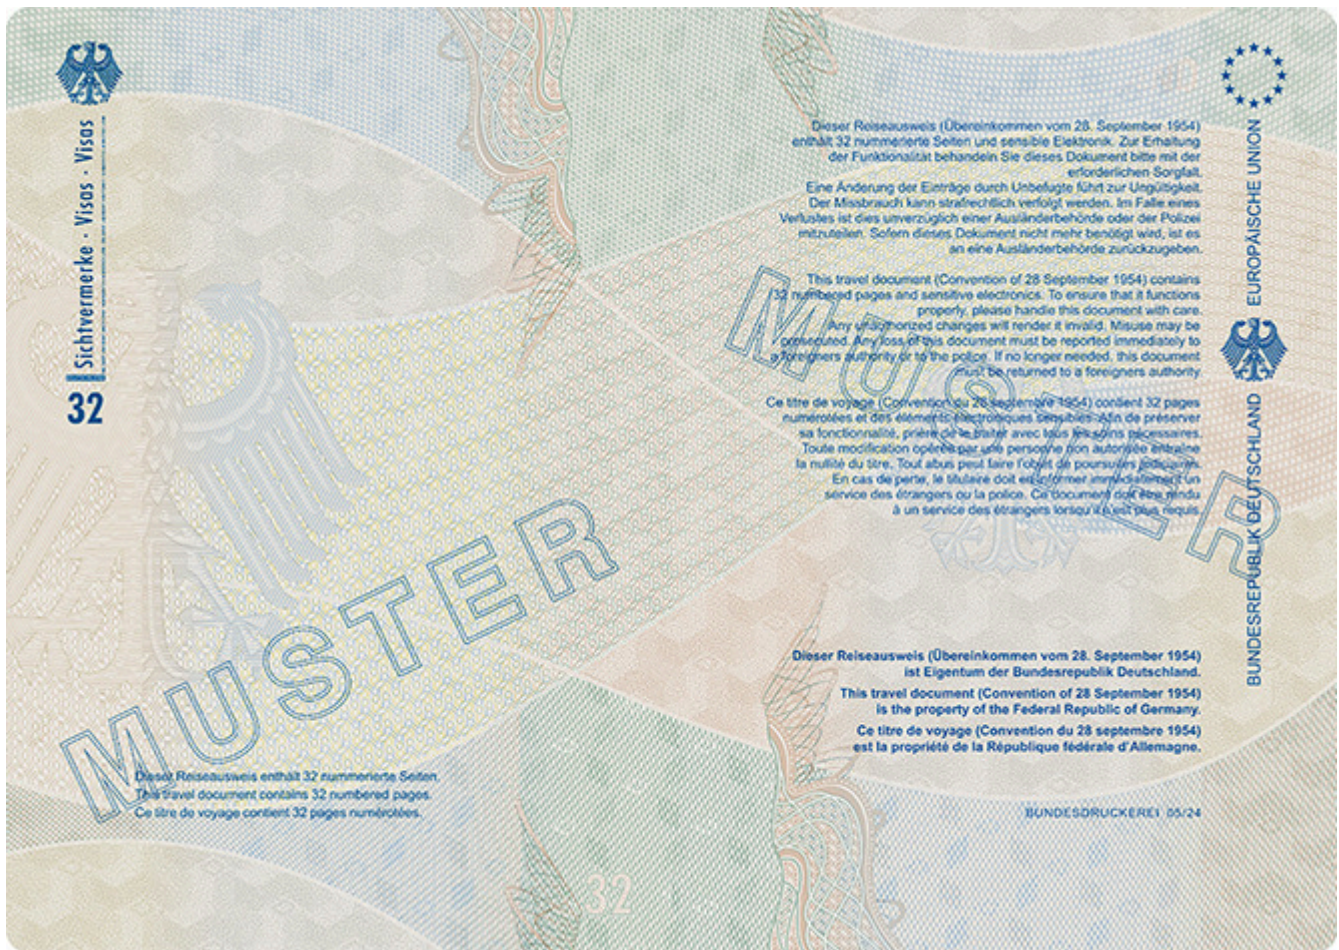 Sichtvermerke · Visas · Visas
32
MUSTER
Dieser Reiseausweis enthält 32 nummerierte Seiten.
This travel document contains 32 numbered pages.
Ce titre de voyage contient 32 pages numérotées.
32
Dieser Reiseausweis (Übereinkommen vom 28. September 1954)
enthält 32 nummerierte Seiten und sensible Elektronik. Zur Erhaltung
der Funktionalität behandeln Sie dieses Dokument bitte mit der
erforderlichen Sorgfalt.
Eine Änderung der Einträge durch Unbefugte führt zur Ungültigkeit.
Der Missbrauch kann strafrechtlich verfolgt werden. Im Falle eines
Verlustes ist dies unverzüglich einer Ausländerbehörde oder der Polizei
mitzuteilen. Sofern dieses Dokument nicht mehr benötigt wird, ist es
an eine Ausländerbehörde zurückzugeben.
This travel document (Convention of 28 September 1954) contains
32 numbered pages and sensitive electronics. To ensure that it functions
properly, please handle this document with care.
Any unauthorized changes will render it invalid. Misuse may be
prosecuted. Any loss of this document must be reported immediately to
a foreigners authority or to the police. If no longer needed, this document
must be returned to a foreigners authority.
Ce titre de voyage (Convention du 28 septembre 1954) contient 32 pages
numérotées et des éléments électroniques sensibles. Afin de préserver
sa fonctionnalité, prière de le traiter avec tous les soins nécessaires.
Toute modification opérée par une personne non autorisée entraîne
la nullité du titre. Tout abus peut faire l'objet de poursuites judiciaires.
En cas de perte, le titulaire doit en informer immédiatement un
service des étrangers ou la police. Ce document doit être rendu
à un service des étrangers lorsqu'il n'est plus requis.
MUSTER
Dieser Reiseausweis (Übereinkommen vom 28. September 1954)
ist Eigentum der Bundesrepublik Deutschland.
This travel document (Convention of 28 September 1954)
is the property of the Federal Republic of Germany.
Ce titre de voyage (Convention du 28 septembre 1954)
est la propriété de la République fédérale d'Allemagne.
BUNDESDRUCKEREI 05/24
BUNDESREPUBLIK DEUTSCHLAND EUROPÄISCHE UNION